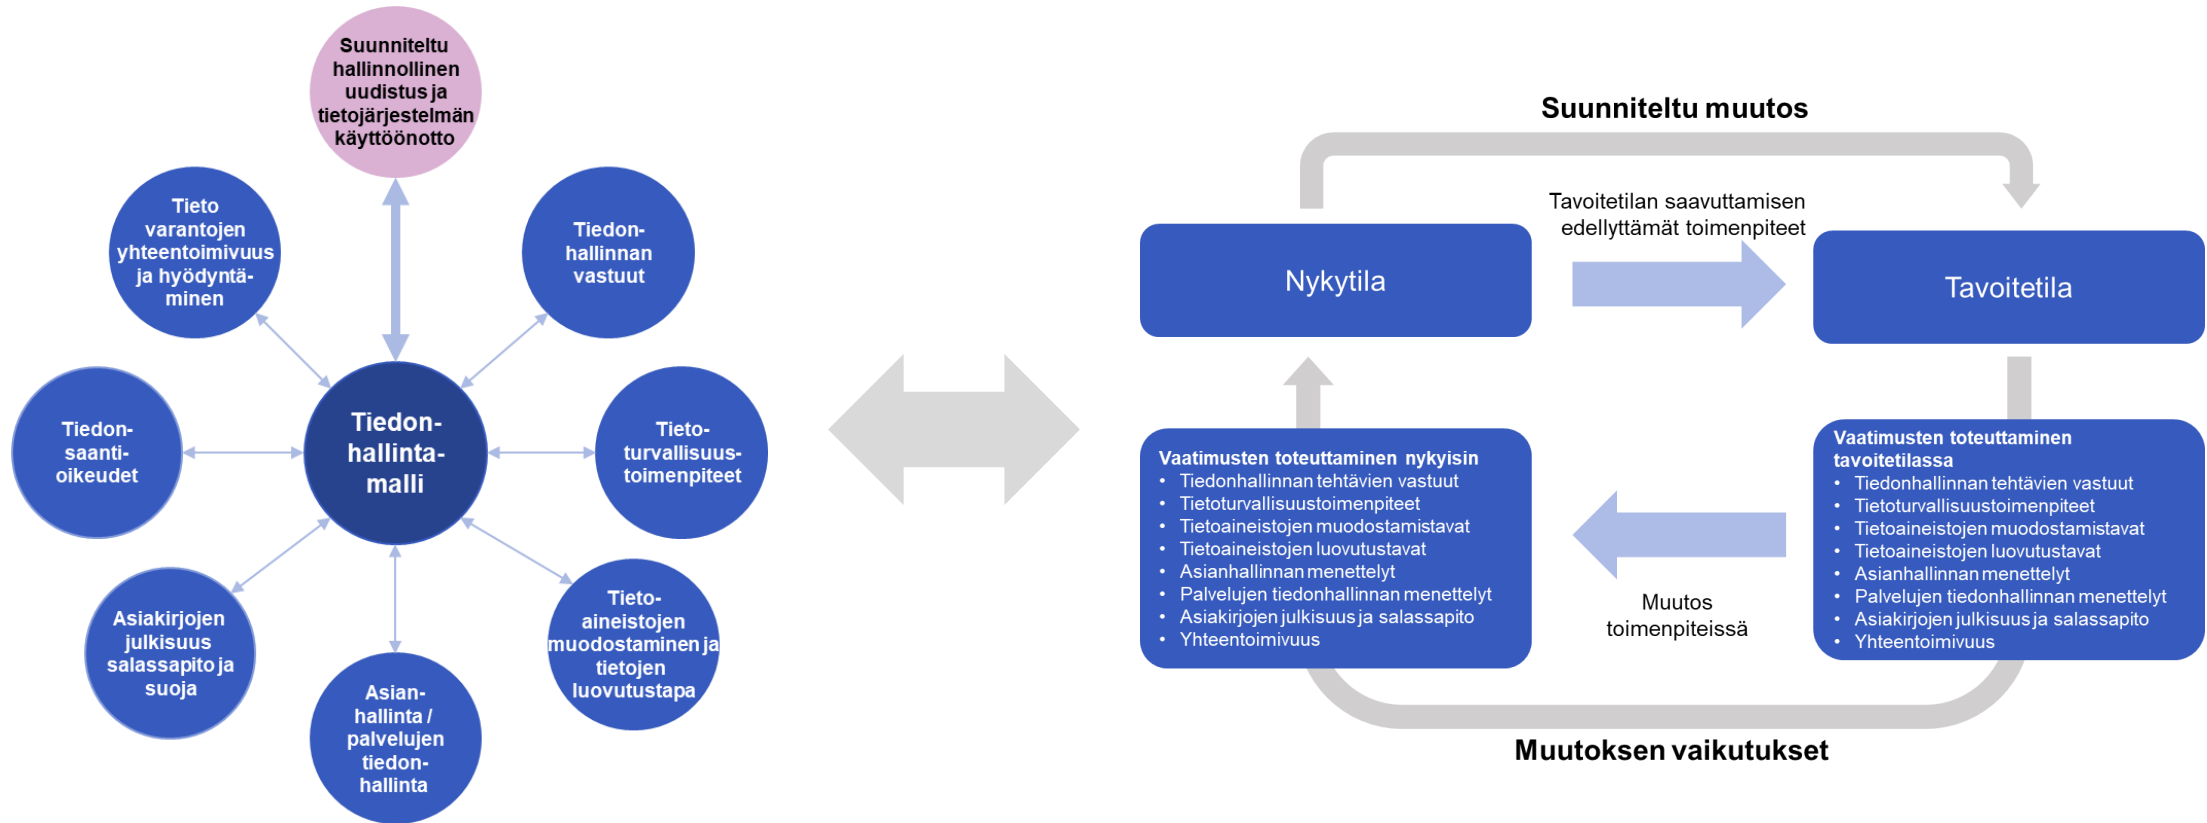 Suunniteltu
hallinnollinen
uudistus ja
tietojärjestelmän
käyttöönotto
Tieto
varantojen
yhteentoimivuus
ja hyödyntä-
minen
Tiedon-
hallinnan
vastuut
Tiedon-
saanti-
oikeudet
Tiedon-
hallinta-
malli
Tieto-
turvallisuus-
toimenpiteet
Asiakirjojen
julkisuus
salassapito ja
suoja
Asian-
hallinta /
palvelujen
tiedon-
hallinta
Tieto-
aineistojen
muodostaminen ja
tietojen
luovutustapa
Suunniteltu muutos
Nykytila
Tavoitetilan saavuttamisen
edellyttämät toimenpiteet
Tavoitetila
Vaatimusten toteuttaminen nykyisin
• Tiedonhallinnan tehtävien vastuut
• Tietoturvallisuustoimenpiteet
• Tietoaineistojen muodostamistavat
• Tietoaineistojen luovutustavat
• Asianhallinnan menettelyt
• Palvelujen tiedonhallinnan menettelyt
• Asiakirjojen julkisuus ja salassapito
• Yhteentoimivuus
Muutos
toimenpiteissä
Vaatimusten toteuttaminen
tavoitetilassa
• Tiedonhallinnan tehtävien vastuut
• Tietoturvallisuustoimenpiteet
• Tietoaineistojen muodostamistavat
• Tietoaineistojen luovutustavat
• Asianhallinnan menettelyt
• Palvelujen tiedonhallinnan menettelyt
• Asiakirjojen julkisuus ja salassapito
• Yhteentoimivuus
Muutoksen vaikutukset